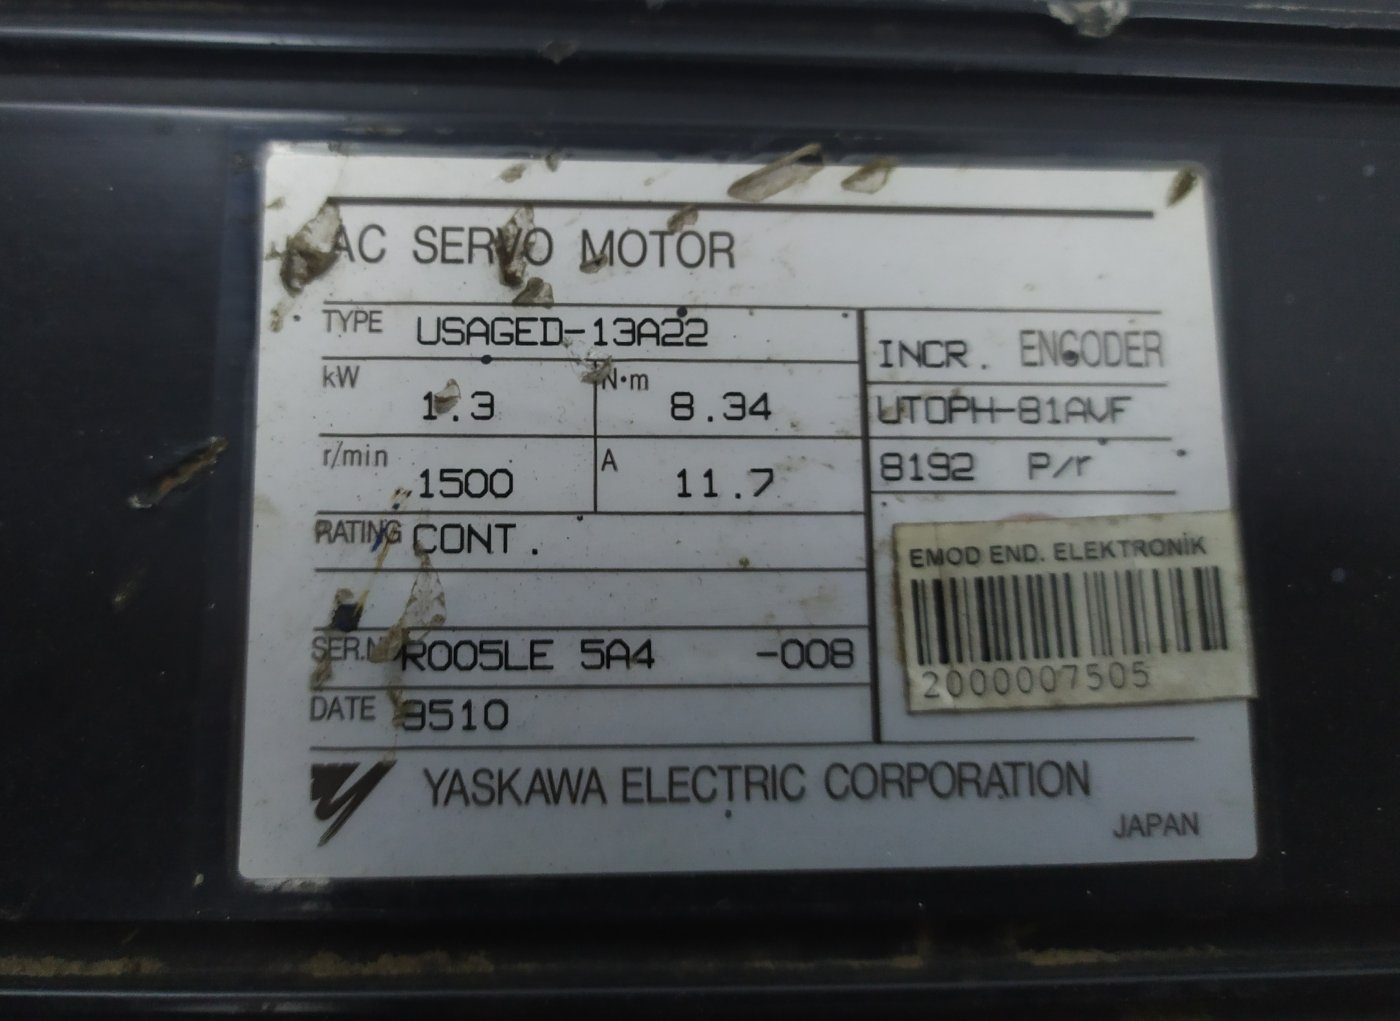 AC SERVO MOTOR
TYPE USAGED-13A22
kW 1.3 N·m 8.34
r/min 1500 A 11.7
RATING CONT.
SER.N R005LE 5A4 -008
DATE 9510
INCR. ENCODER
UTOPH-81AVF
8192 P/r
EMOD END. ELEKTRONİK
2000007505
YASKAWA ELECTRIC CORPORATION
JAPAN